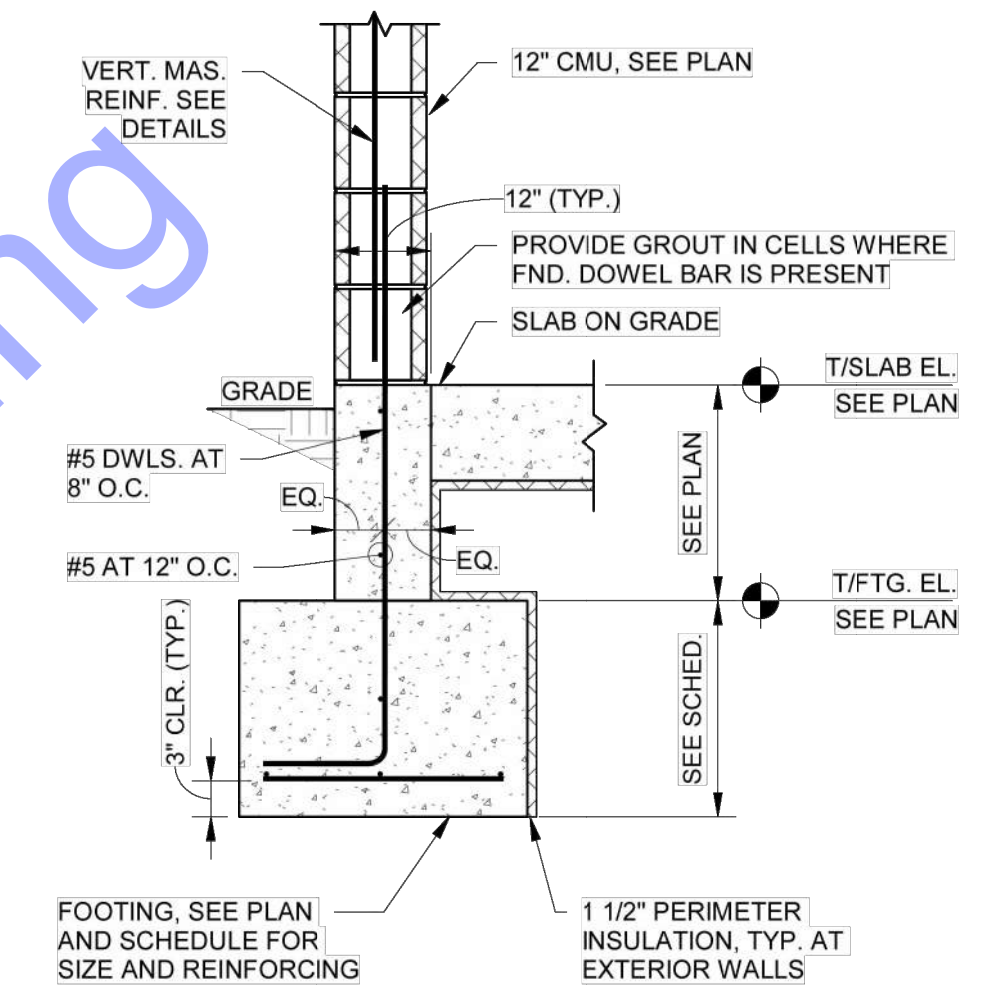 VERT. MAS.
REINF. SEE
DETAILS
12" CMU, SEE PLAN
12" (TYP.)
PROVIDE GROUT IN CELLS WHERE
FND. DOWEL BAR IS PRESENT
SLAB ON GRADE
T/SLAB EL.
SEE PLAN
GRADE
#5 DWLS. AT
8" O.C.
EQ.
SEE PLAN
#5 AT 12" O.C.
EQ.
T/FTG. EL.
SEE PLAN
3" CLR. (TYP.)
SEE SCHED.
FOOTING, SEE PLAN
AND SCHEDULE FOR
SIZE AND REINFORCING
1 1/2" PERIMETER
INSULATION, TYP. AT
EXTERIOR WALLS
ng